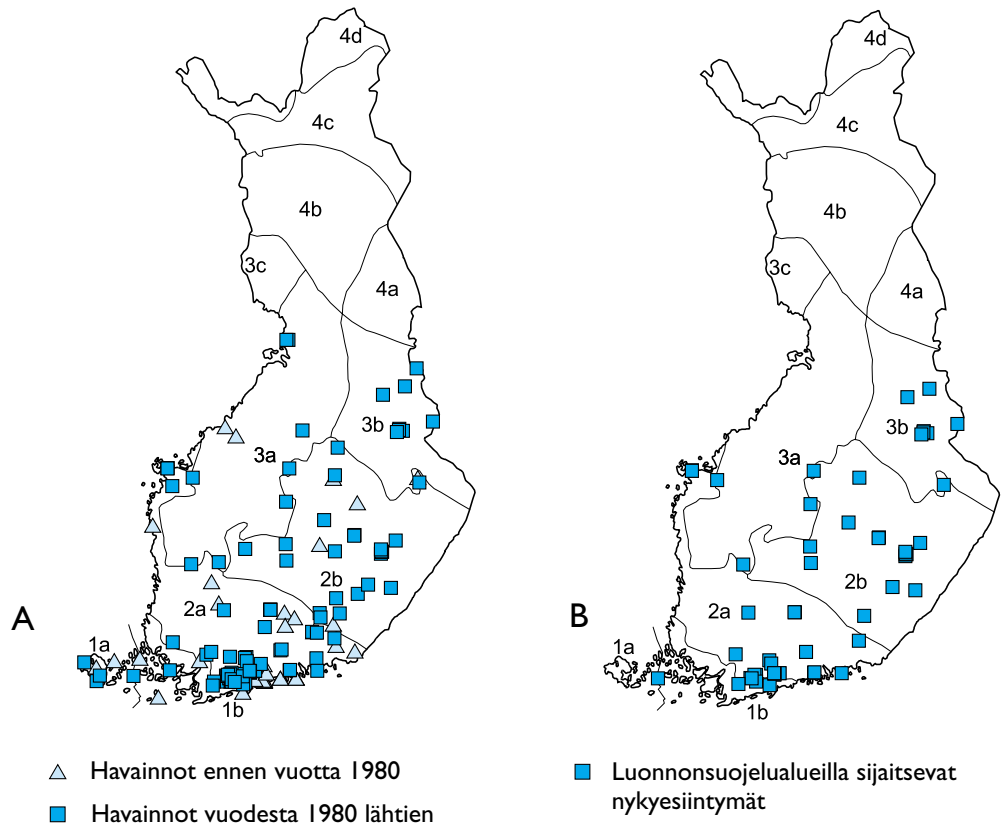 4d
4c
4b
3c
4a
3b
3a
2b
2a
1a
1b
A
Havainnot ennen vuotta 1980
Havainnot vuodesta 1980 lähtien
4d
4c
4b
3c
4a
3b
3a
2b
2a
1a
1b
B
Luonnonsuojelualueilla sijaitsevat
nykyesiintymät